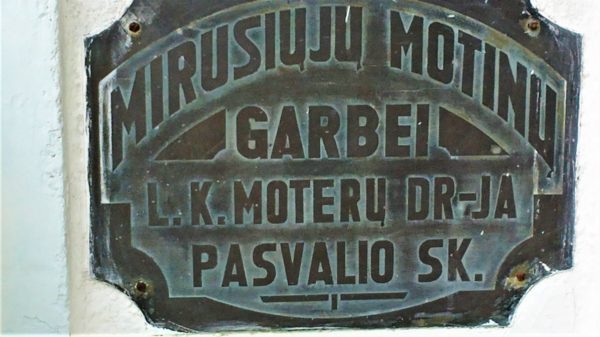 MIRUSIŲJŲ MOTINŲ
GARBEI
L. K. MOTERŲ DR-JA
PASVALIO SK.